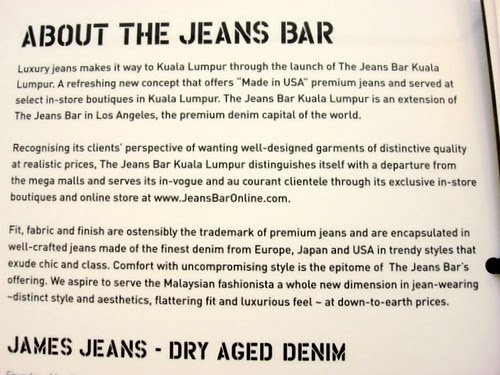 ABOUT THE JEANS BAR
Luxury jeans makes it way to Kuala Lumpur through the launch of The Jeans Bar Kuala
Lumpur. A refreshing new concept that offers "Made in USA" premium jeans and served at
select in-store boutiques in Kuala Lumpur. The Jeans Bar Kuala Lumpur is an extension of
The Jeans Bar in Los Angeles, the premium denim capital of the world.
Recognising its clients' perspective of wanting well-designed garments of distinctive quality
at realistic prices, The Jeans Bar Kuala Lumpur distinguishes itself with a departure from
the mega malls and serves its in-vogue and au courant clientele through its exclusive in-store
boutiques and online store at www.JeansBarOnline.com.
Fit, fabric and finish are ostensibly the trademark of premium jeans and are encapsulated in
well-crafted jeans made of the finest denim from Europe, Japan and USA in trendy styles that
exude chic and class. Comfort with uncompromising style is the epitome of The Jeans Bar's
offering. We aspire to serve the Malaysian fashionista a whole new dimension in jean-wearing
~distinct style and aesthetics, flattering fit and luxurious feel ~ at down-to-earth prices.
JAMES JEANS - DRY AGED DENIM